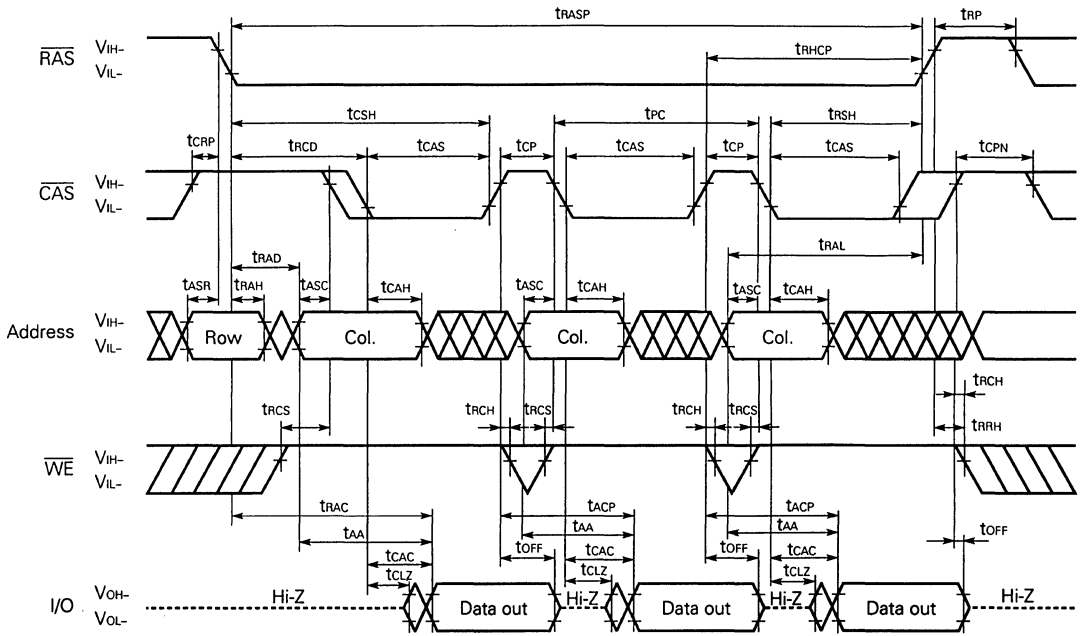 tRASP
tRP
tRHCP
RAS
VIH-
VIL-
tCSH
tPC
tRSH
tCRP
tRCD
tCAS
tCP
tCAS
tCP
tCAS
tCPN
CAS
VIH-
VIL-
tRAL
tRAD
tASR
tRAH
tASC
tCAH
tASC
tCAH
tASC
tCAH
Address
VIH-
VIL-
Row
Col.
Col.
Col.
tRCS
tRCH
tRCS
tRCH
tRCS
tRCH
tRRH
WE
VIH-
VIL-
tRAC
tACP
tACP
tAA
tAA
tAA
tOFF
tCAC
tOFF
tCAC
tOFF
tCAC
tCLZ
tCLZ
tCLZ
I/O
VOH-
VOL-
Hi-Z
Data out
Hi-Z
Data out
Hi-Z
Data out
Hi-Z